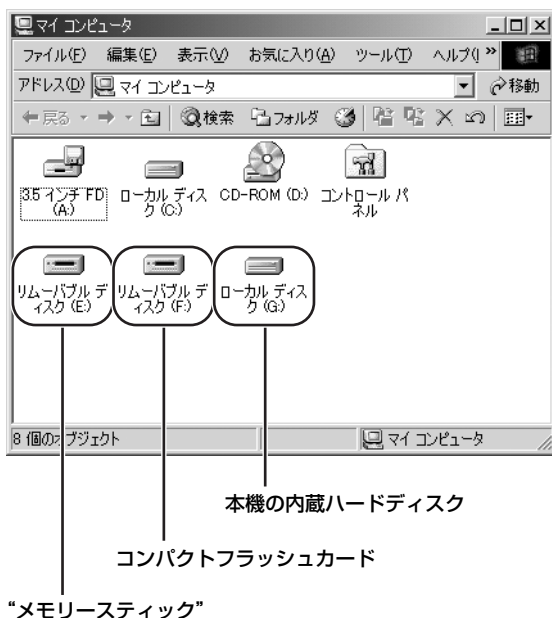 マイ コンピュータ
ファイル(F) 編集(E) 表示(V) お気に入り(A) ツール(T) ヘルプ( »
アドレス(D) マイ コンピュータ 移動
戻る 検索 フォルダ
3.5 インチ FD (A:)
ローカル ディスク (C:)
CD-ROM (D:)
コントロール パネル
リムーバブル ディスク (E:)
リムーバブル ディスク (F:)
ローカル ディスク (G:)
8 個のオブジェクト マイ コンピュータ
本機の内蔵ハードディスク
コンパクトフラッシュカード
“メモリースティック”